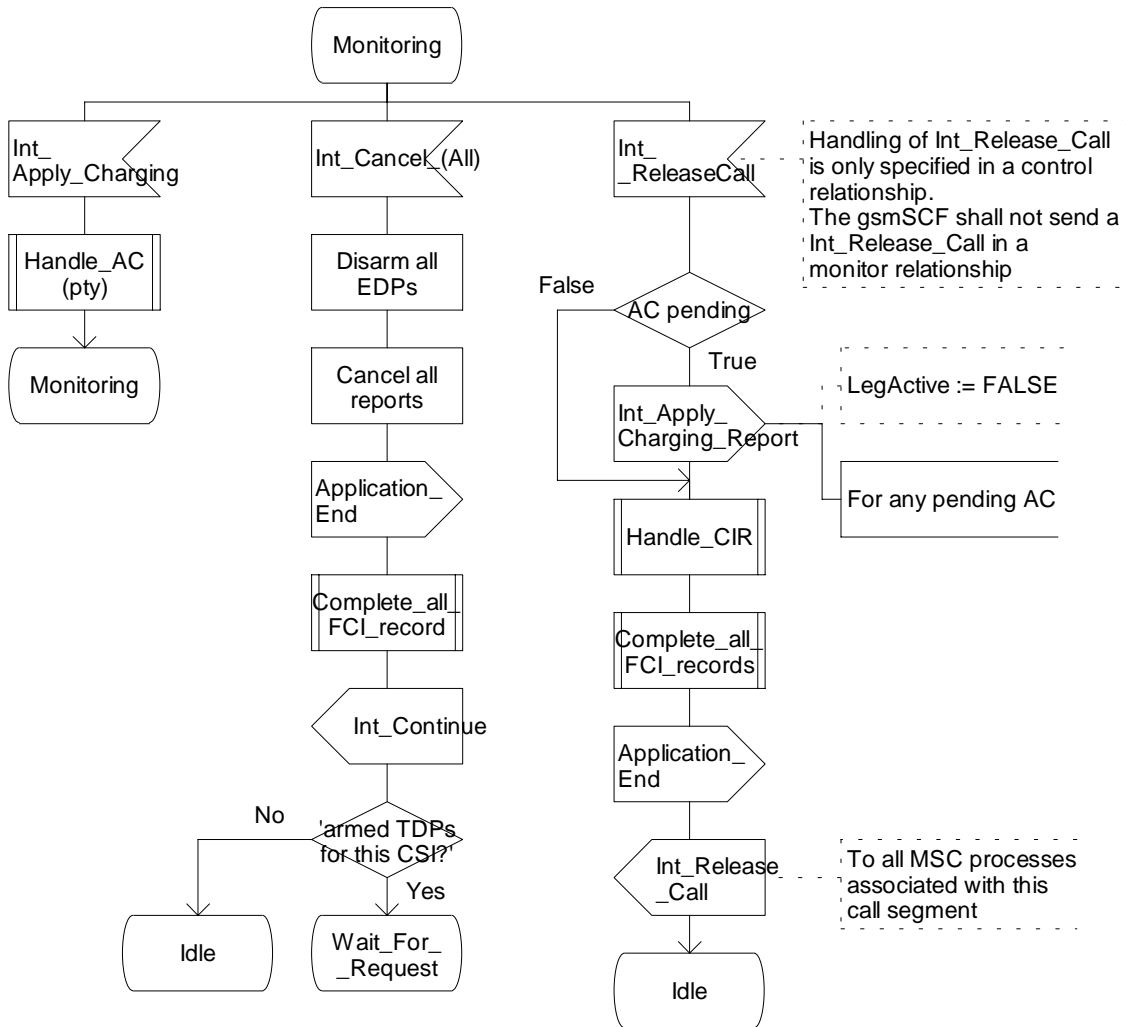 Monitoring
Int_
Apply_Charging
Handle_AC
(pty)
Monitoring
Int_Cancel_(All)
Disarm all
EDPs
Cancel all
reports
Application_
End
Complete_all_
FCI_record
Int_Continue
'armed TDPs
for this CSI?'
No
Yes
Idle
Wait_For_
_Request
Int_
_ReleaseCall
Handling of Int_Release_Call
is only specified in a control
relationship.
The gsmSCF shall not send a
Int_Release_Call in a
monitor relationship
False
AC pending
True
LegActive := FALSE
Int_Apply_
Charging_Report
For any pending AC
Handle_CIR
Complete_all_
FCI_records
Application_
End
Int_Release
_Call
To all MSC processes
associated with this
call segment
Idle